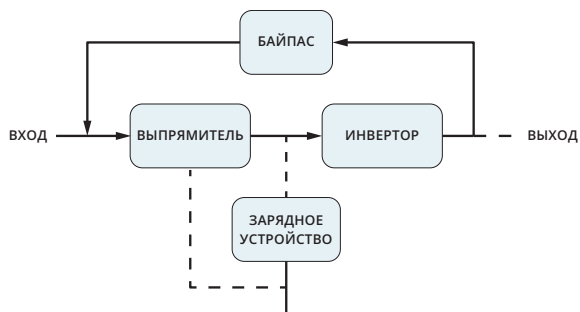 БАЙПАС
ВХОД
ВЫПРЯМИТЕЛЬ
ИНВЕРТОР
ВЫХОД
ЗАРЯДНОЕ
УСТРОЙСТВО